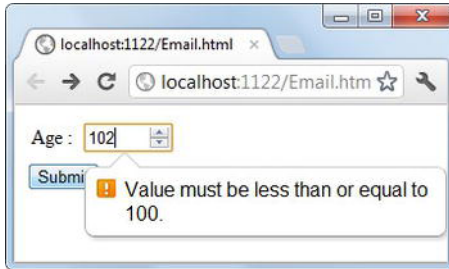 localhost:1122/Email.html
localhost:1122/Email.htm
Age : 102
Submi
Value must be less than or equal to
100.